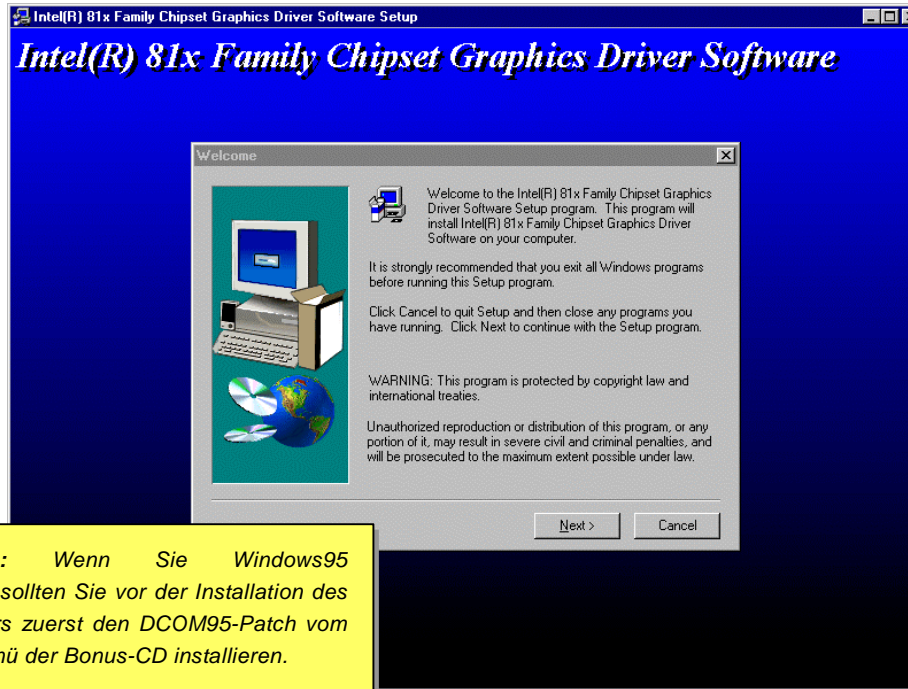 Intel(R) 81x Family Chipset Graphics Driver Software Setup
Intel(R) 81x Family Chipset Graphics Driver Software
Welcome
Welcome to the Intel(R) 81x Family Chipset Graphics
Driver Software Setup program. This program will
install Intel(R) 81x Family Chipset Graphics Driver
Software on your computer.
It is strongly recommended that you exit all Windows programs
before running this Setup program.
Click Cancel to quit Setup and then close any programs you
have running. Click Next to continue with the Setup program.
WARNING: This program is protected by copyright law and
international treaties.
Unauthorized reproduction or distribution of this program, or any
portion of it, may result in severe civil and criminal penalties, and
will be prosecuted to the maximum extent possible under law.
Next > Cancel
: Wenn Sie Windows95
sollten Sie vor der Installation des
zuerst den DCOM95-Patch vom
der Bonus-CD installieren.